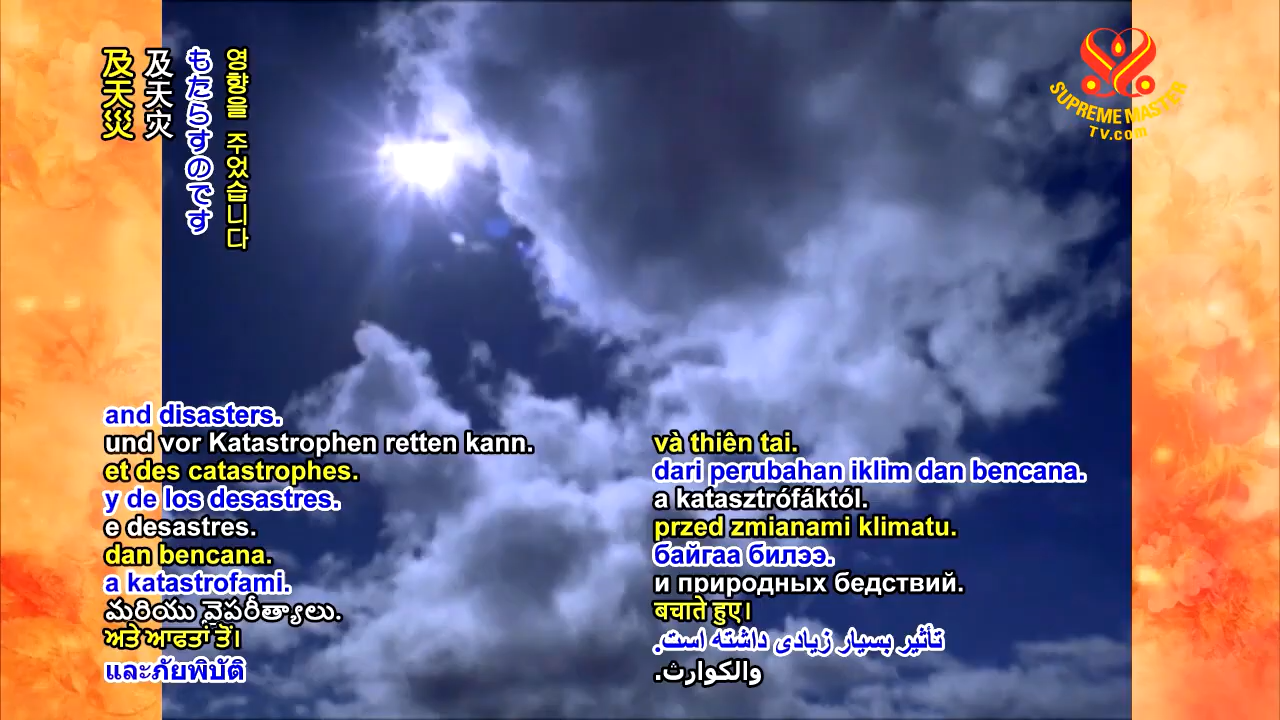 영향을 주었습니다
もたらすのです
及天灾
及天災
SUPREME MASTER
TV.com
and disasters.
und vor Katastrophen retten kann.
et des catastrophes.
y de los desastres.
e desastres.
dan bencana.
a katastrofami.
మరియు వైపరీత్యాలు.
ਅਤੇ ਆਫਤਾਂ ਤੋਂ।
และภัยพิบัติ
và thiên tai.
dari perubahan iklim dan bencana.
a katasztrófáktól.
przed zmianami klimatu.
байгаа билээ.
и природных бедствий.
बचाते हुए।
تأثیر بسیار زیادی داشته است.
والكوارث.